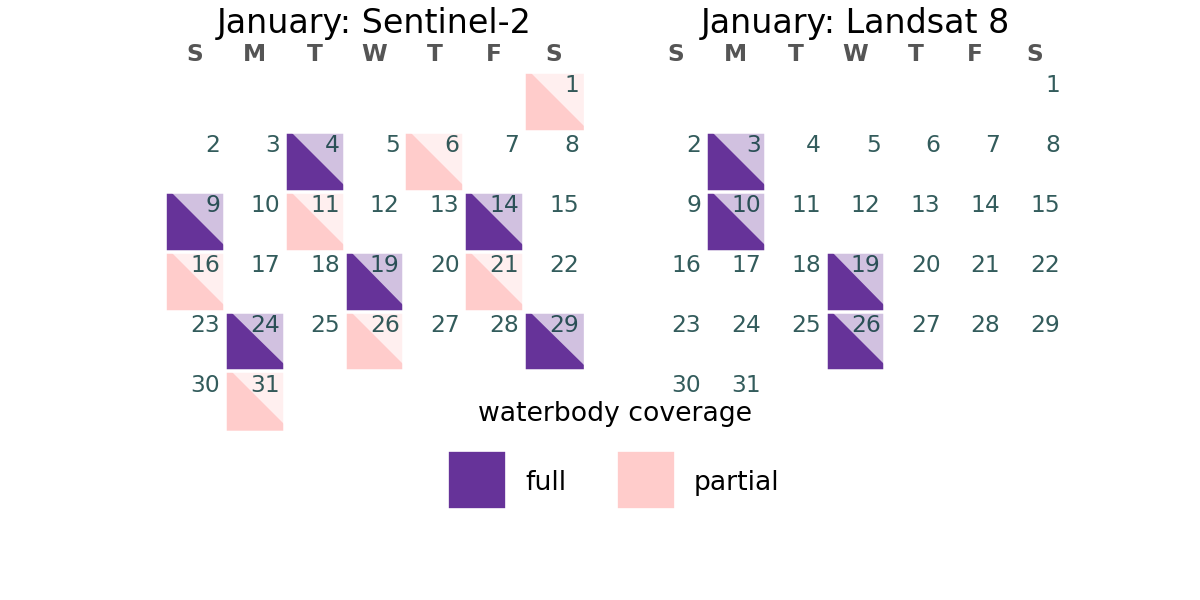 January: Sentinel-2
S M T W T F S
1
2 3 4 5 6 7 8
9 10 11 12 13 14 15
16 17 18 19 20 21 22
23 24 25 26 27 28 29
30 31
January: Landsat 8
S M T W T F S
1
2 3 4 5 6 7 8
9 10 11 12 13 14 15
16 17 18 19 20 21 22
23 24 25 26 27 28 29
30 31
waterbody coverage
full partial